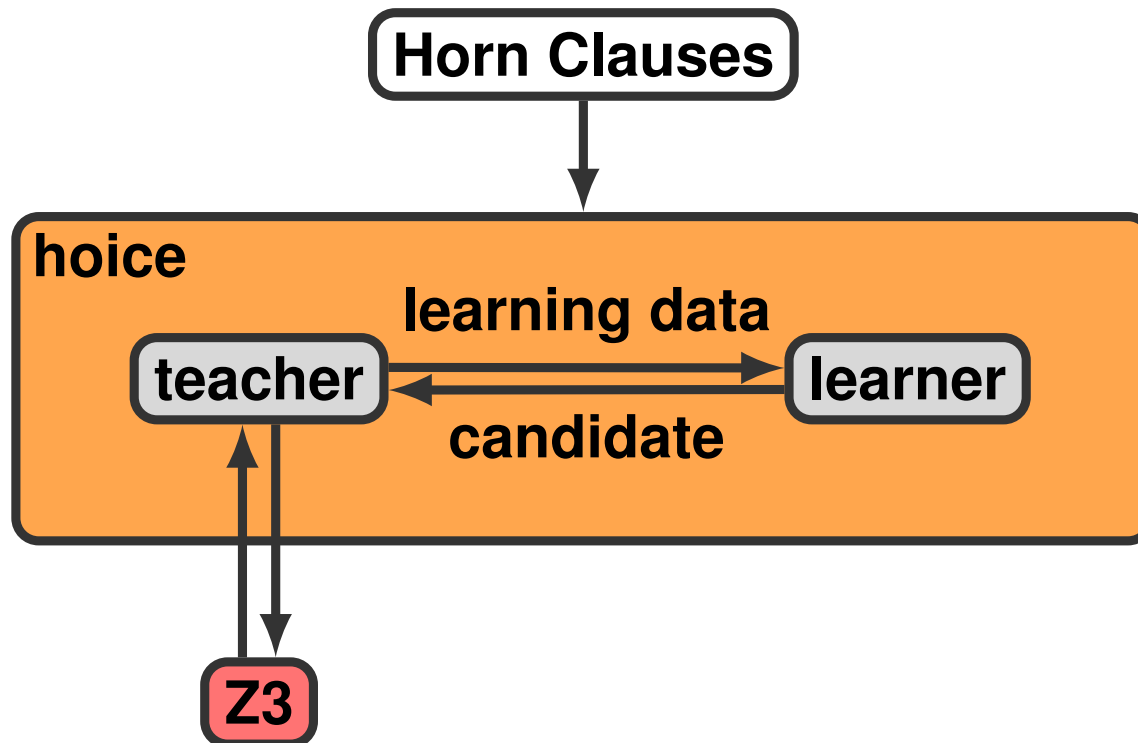 Horn Clauses
hoice
learning data
teacher
learner
candidate
Z3